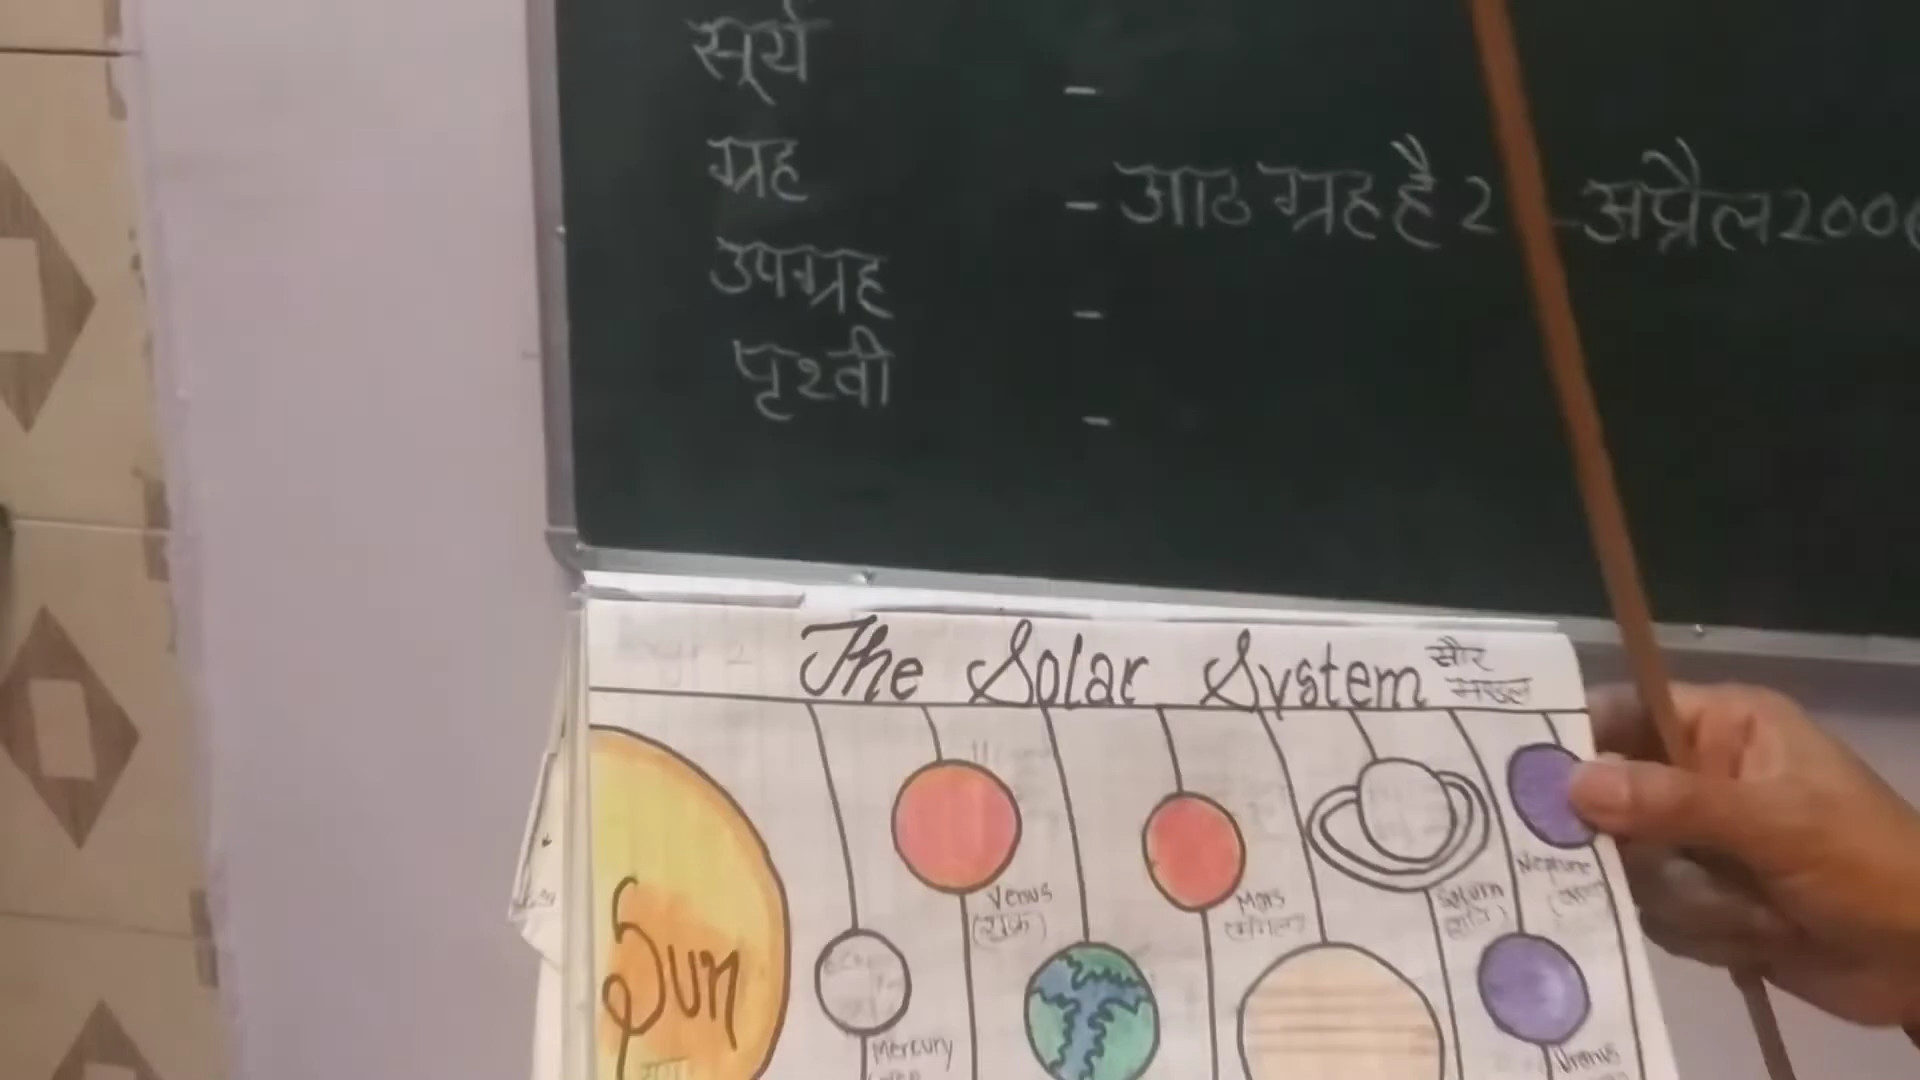 सूर्य
-
ग्रह
- आठ ग्रह है 2 अप्रैल 200
उपग्रह
-
पृथ्वी
-
The Solar System सौर
मण्डल
Venus
(शुक्र)
Mars
Saturn
(शनि)
Neptune
Sun
Mercury
Uranus